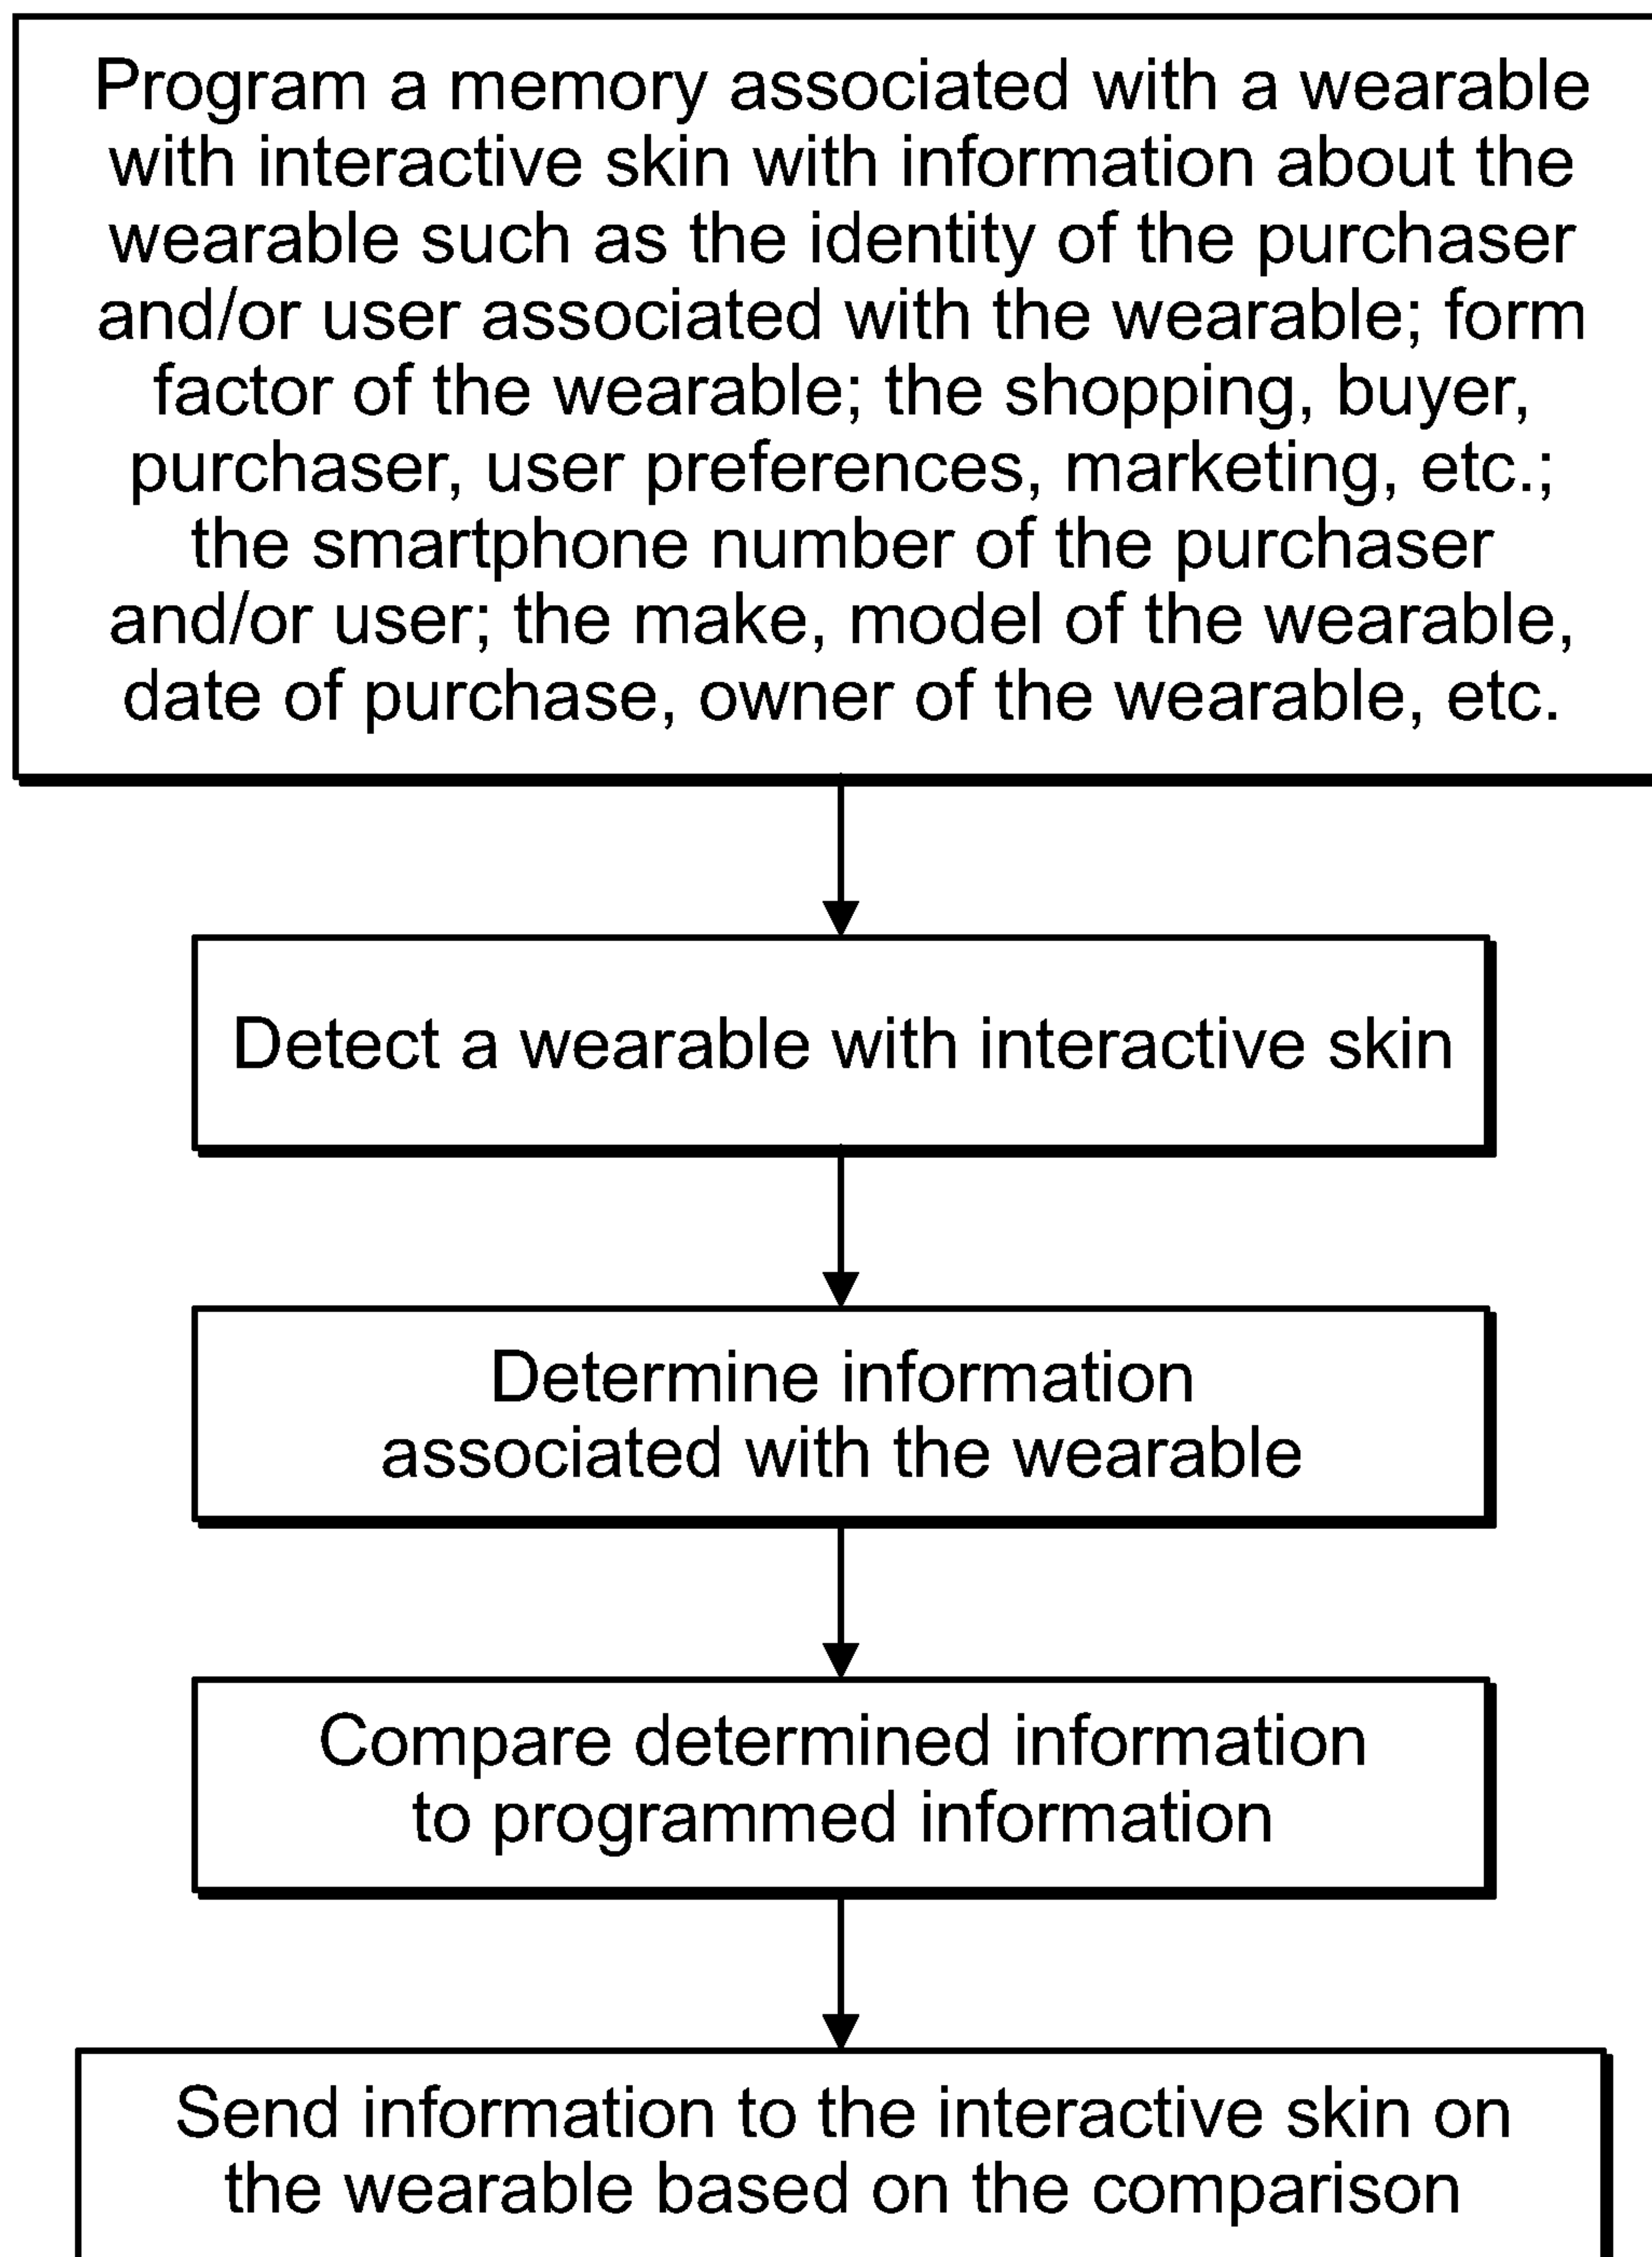 Program a memory associated with a wearable
with interactive skin with information about the
wearable such as the identity of the purchaser
and/or user associated with the wearable; form
factor of the wearable; the shopping, buyer,
purchaser, user preferences, marketing, etc.;
the smartphone number of the purchaser
and/or user; the make, model of the wearable,
date of purchase, owner of the wearable, etc.
Detect a wearable with interactive skin
Determine information
associated with the wearable
Compare determined information
to programmed information
Send information to the interactive skin on
the wearable based on the comparison